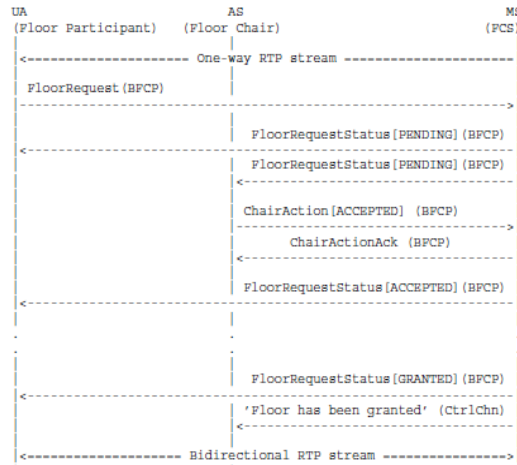 UA AS MS
(Floor Participant) (Floor Chair) (FCS)
One-way RTP stream
FloorRequest(BFCP)
FloorRequestStatus[PENDING](BFCP)
FloorRequestStatus[PENDING](BFCP)
ChairAction[ACCEPTED] (BFCP)
ChairActionAck (BFCP)
FloorRequestStatus[ACCEPTED](BFCP)
FloorRequestStatus[GRANTED](BFCP)
'Floor has been granted' (CtrlChn)
Bidirectional RTP stream